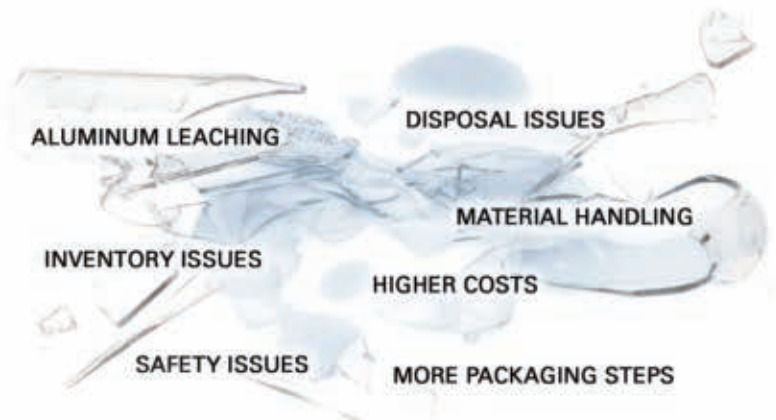 ALUMINUM LEACHING
DISPOSAL ISSUES
MATERIAL HANDLING
INVENTORY ISSUES
HIGHER COSTS
SAFETY ISSUES
MORE PACKAGING STEPS